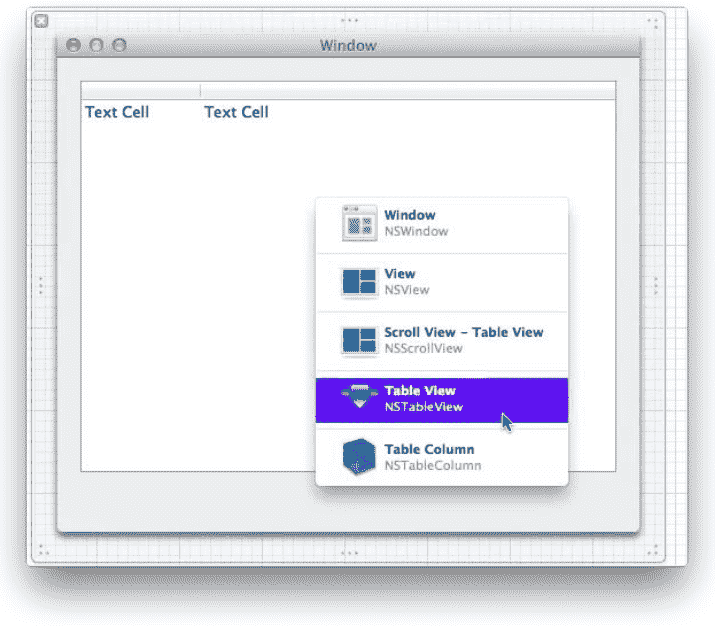 Window
Text Cell Text Cell
Window
NSWindow
View
NSView
Scroll View - Table View
NSScrollView
Table View
NSTableView
Table Column
NSTableColumn